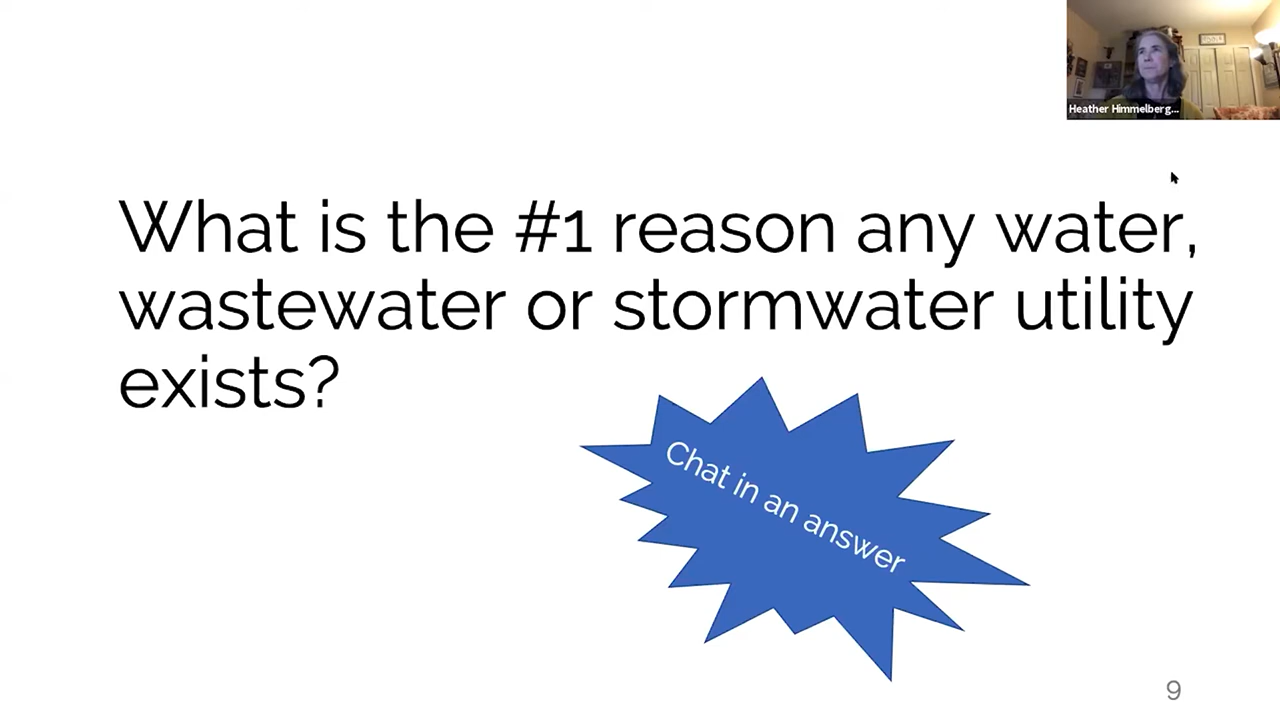 Heather Himmelberg...
What is the #1 reason any water,
wastewater or stormwater utility
exists?
Chat in an answer
9